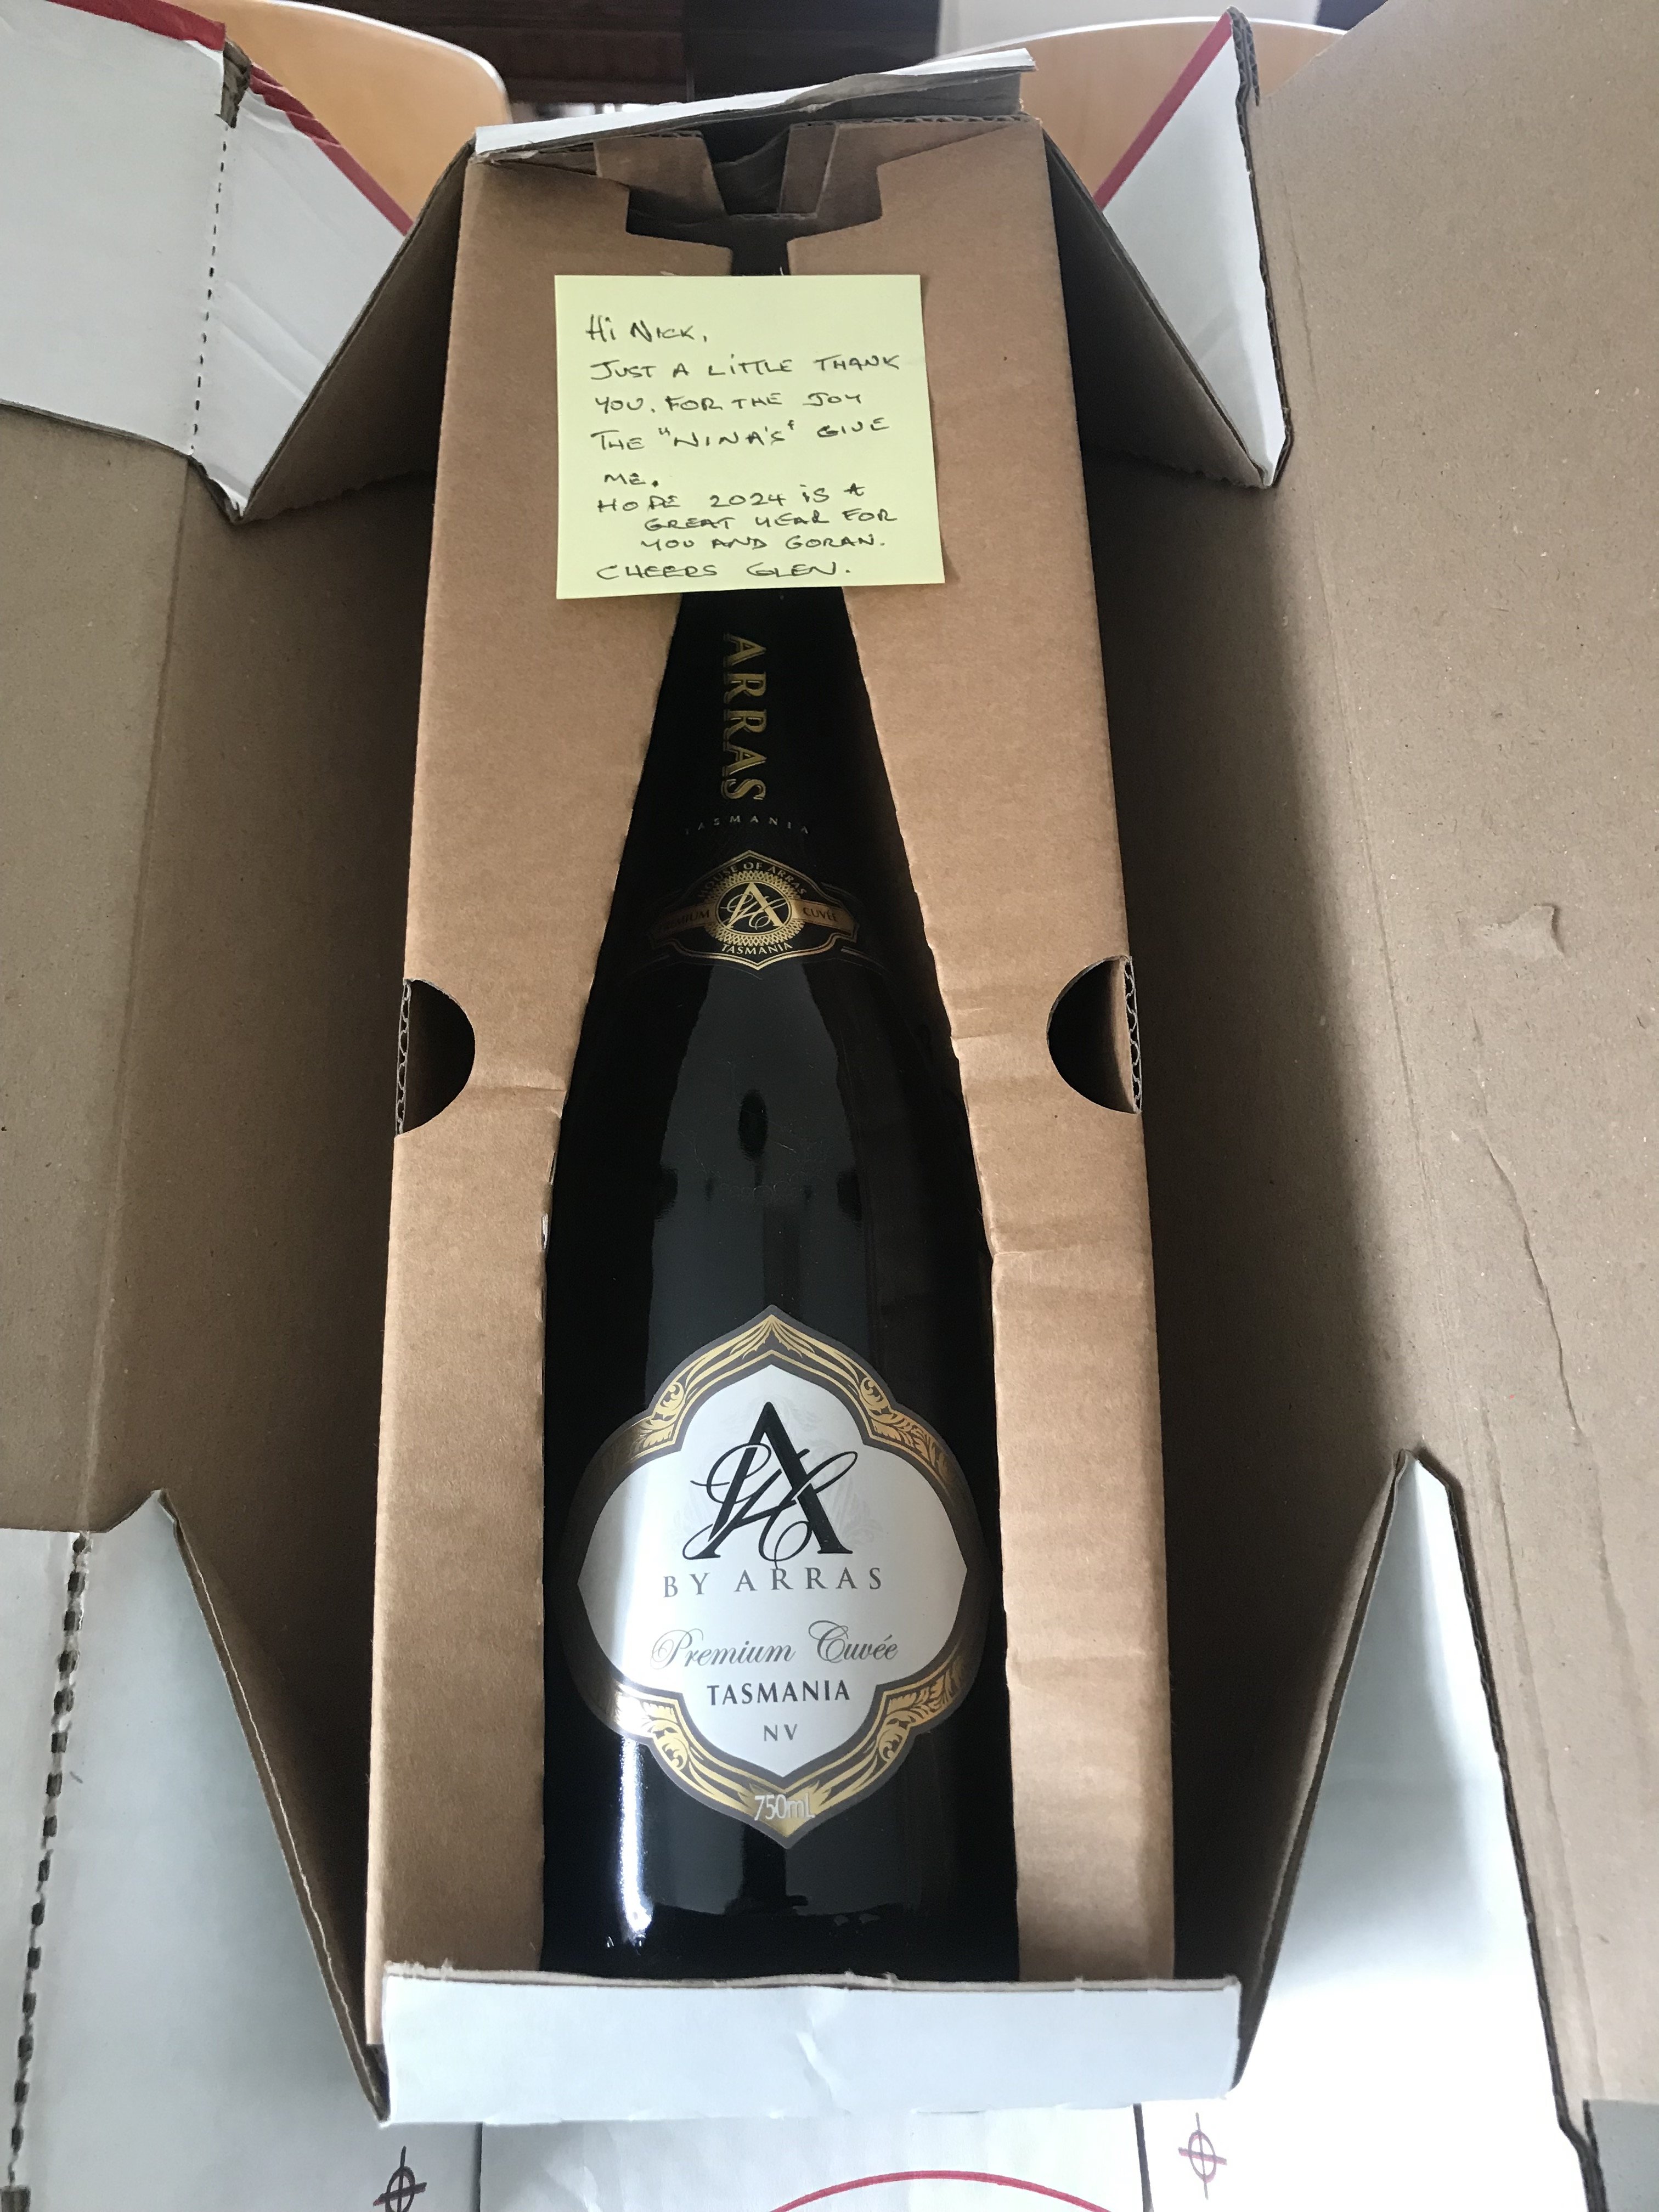 Hi NICK,
JUST A LITTLE THANK
YOU. FOR THE JOY
THE "NINA'S" GIVE
ME.
HOPE 2024 IS A
GREAT YEAR FOR
YOU AND GORAN.
CHEERS GLEN.
ARRAS
TASMANIA
HOUSE OF ARRAS
PREMIUM CUVÉE
TASMANIA
A
BY ARRAS
Premium Cuvée
TASMANIA
NV
750mL